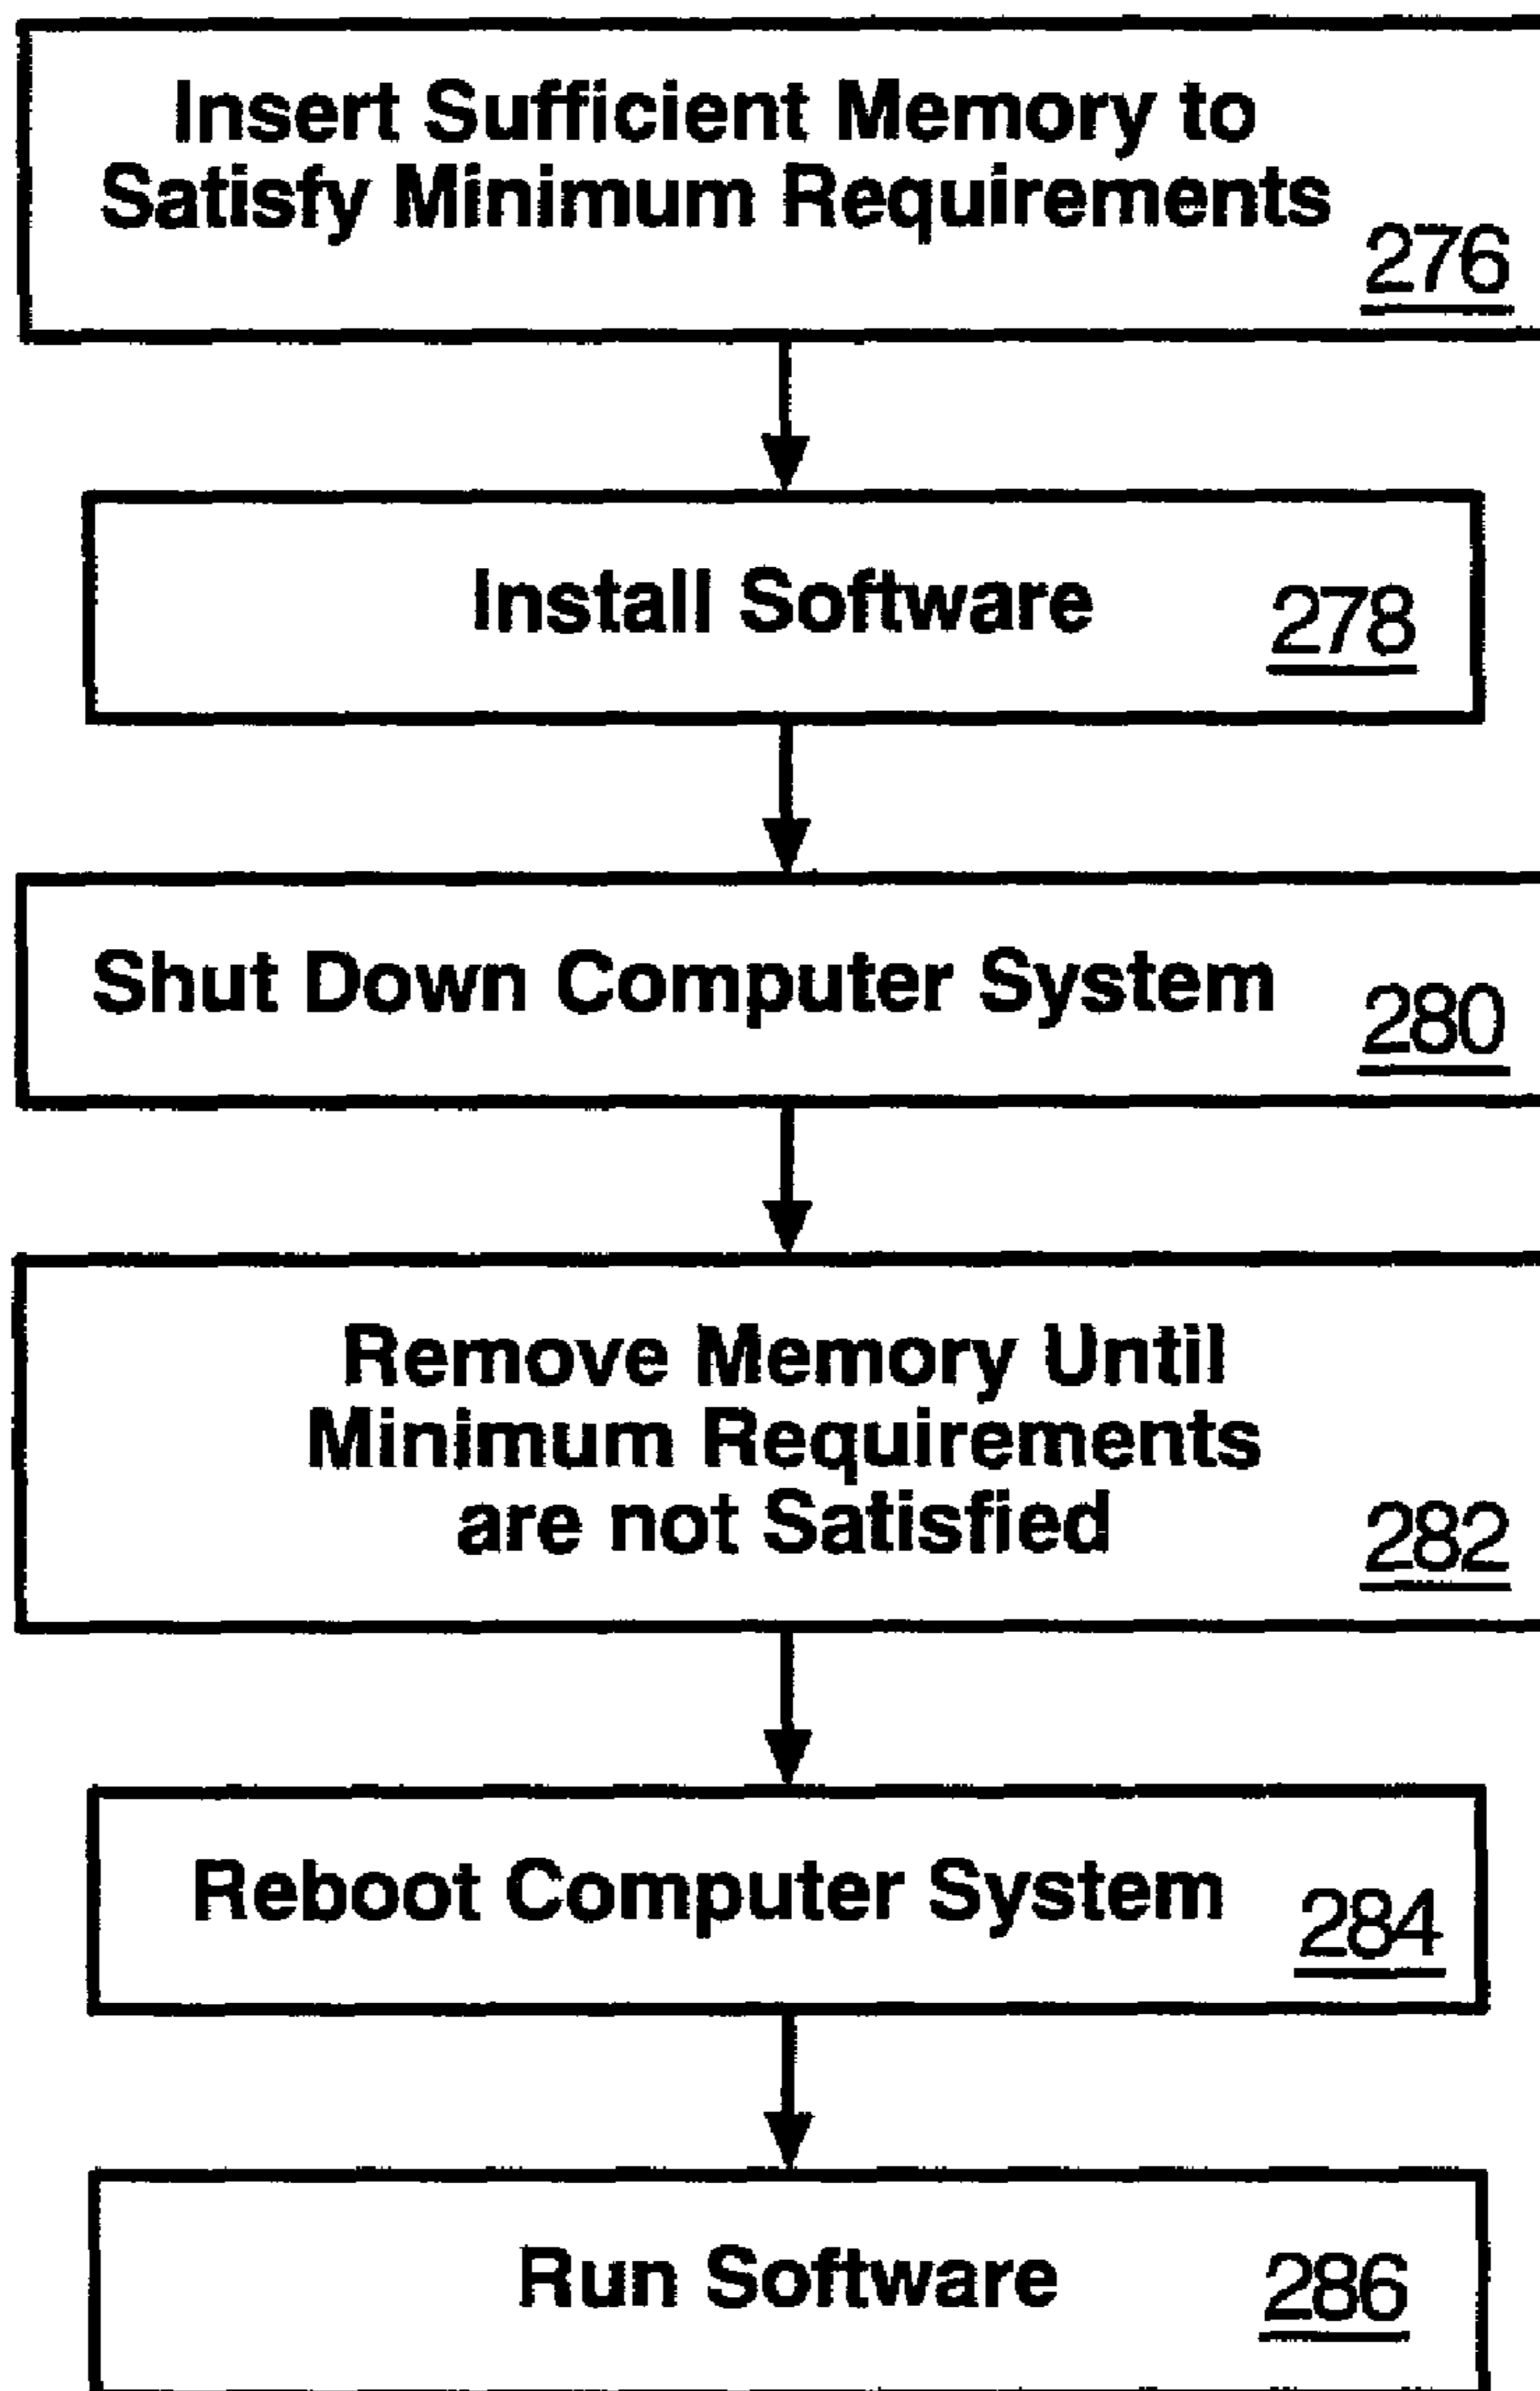 Insert Sufficient Memory to
Satisfy Minimum Requirements
276
Install Software
278
Shut Down Computer System
280
Remove Memory Until
Minimum Requirements
are not Satisfied
282
Reboot Computer System
284
Run Software
286